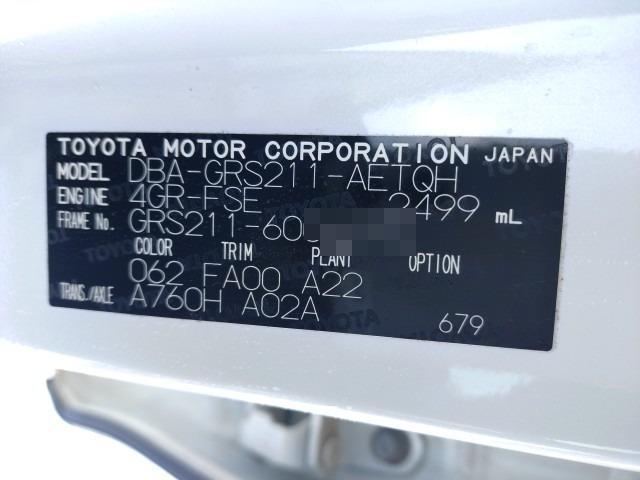 TOYOTA MOTOR CORPORATION JAPAN
MODEL DBA-GRS211-AETQH
ENGINE 4GR-FSE 2499 mL
FRAME No. GRS211-60
COLOR TRIM PLANT OPTION
062 FA00 A22
TRANS./AXLE A760H A02A
679